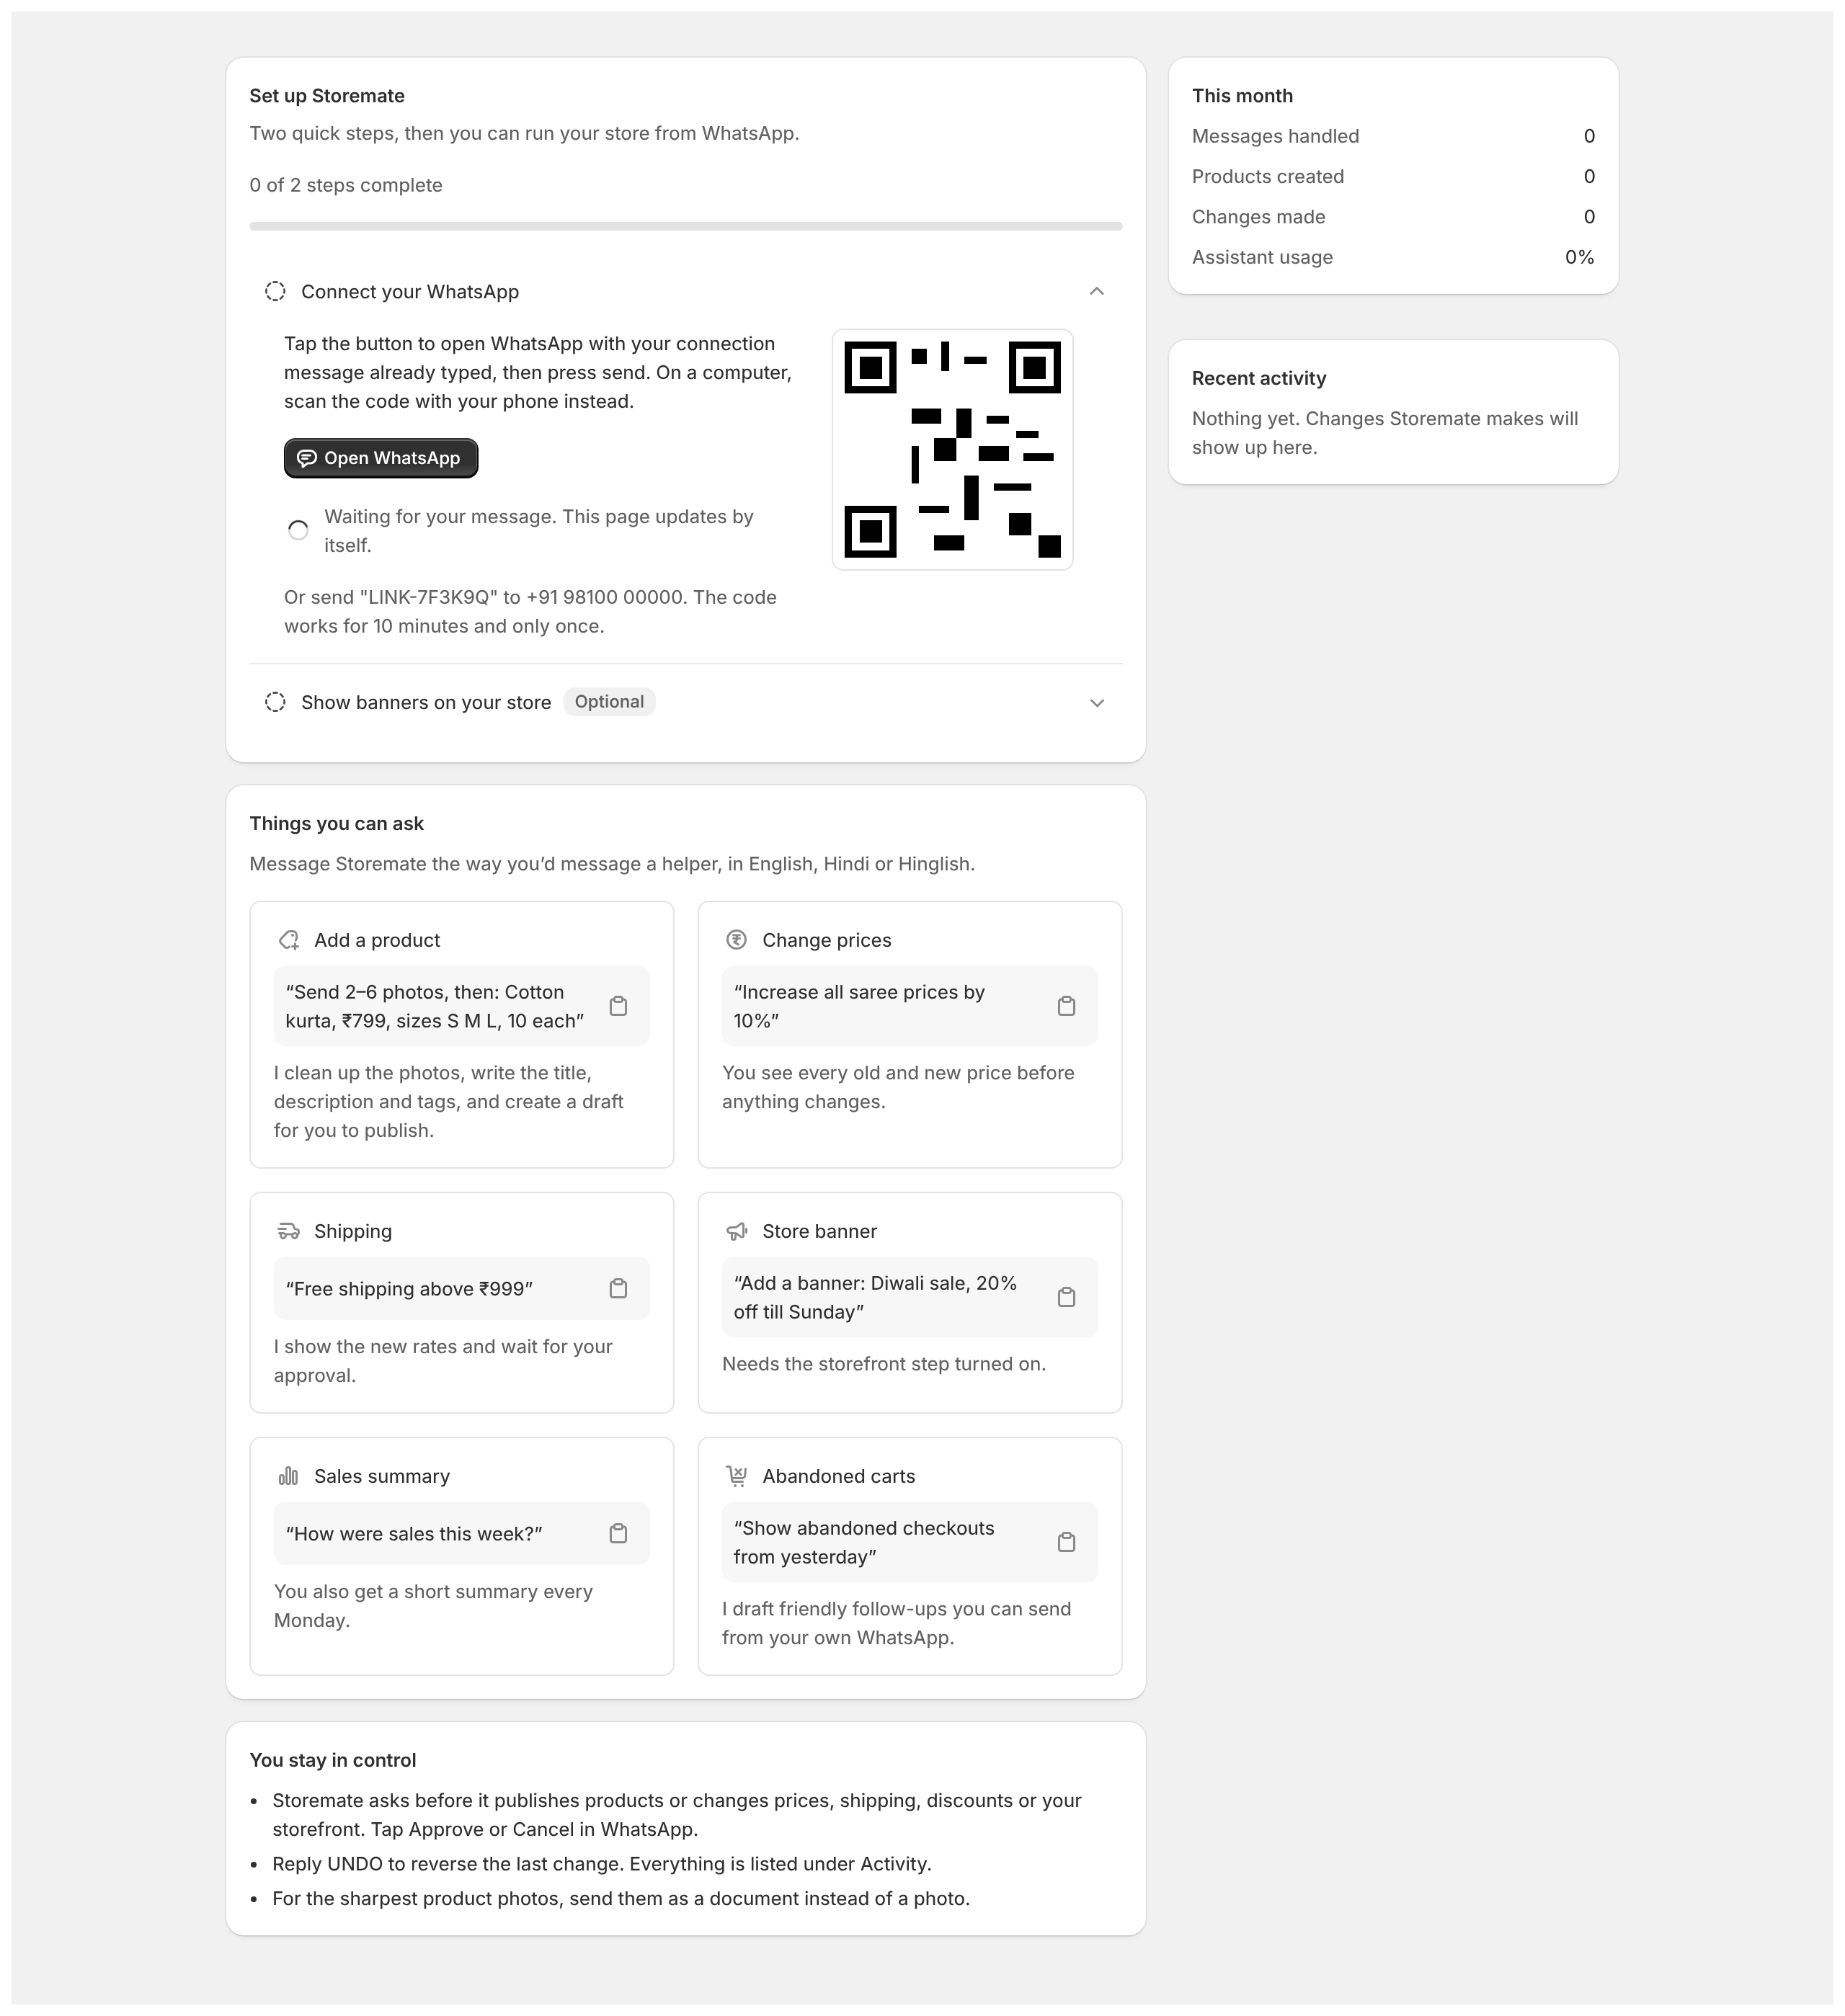 Set up Storemate
Two quick steps, then you can run your store from WhatsApp.
0 of 2 steps complete
Connect your WhatsApp
Tap the button to open WhatsApp with your connection
message already typed, then press send. On a computer,
scan the code with your phone instead.
Open WhatsApp
Waiting for your message. This page updates by
itself.
Or send "LINK-7F3K9Q" to +91 98100 00000. The code
works for 10 minutes and only once.
Show banners on your store Optional
This month
Messages handled 0
Products created 0
Changes made 0
Assistant usage 0%
Recent activity
Nothing yet. Changes Storemate makes will
show up here.
Things you can ask
Message Storemate the way you’d message a helper, in English, Hindi or Hinglish.
Add a product
“Send 2–6 photos, then: Cotton
kurta, ₹799, sizes S M L, 10 each”
I clean up the photos, write the title,
description and tags, and create a draft
for you to publish.
Change prices
“Increase all saree prices by
10%”
You see every old and new price before
anything changes.
Shipping
“Free shipping above ₹999”
I show the new rates and wait for your
approval.
Store banner
“Add a banner: Diwali sale, 20%
off till Sunday”
Needs the storefront step turned on.
Sales summary
“How were sales this week?”
You also get a short summary every
Monday.
Abandoned carts
“Show abandoned checkouts
from yesterday”
I draft friendly follow-ups you can send
from your own WhatsApp.
You stay in control
• Storemate asks before it publishes products or changes prices, shipping, discounts or your
storefront. Tap Approve or Cancel in WhatsApp.
• Reply UNDO to reverse the last change. Everything is listed under Activity.
• For the sharpest product photos, send them as a document instead of a photo.